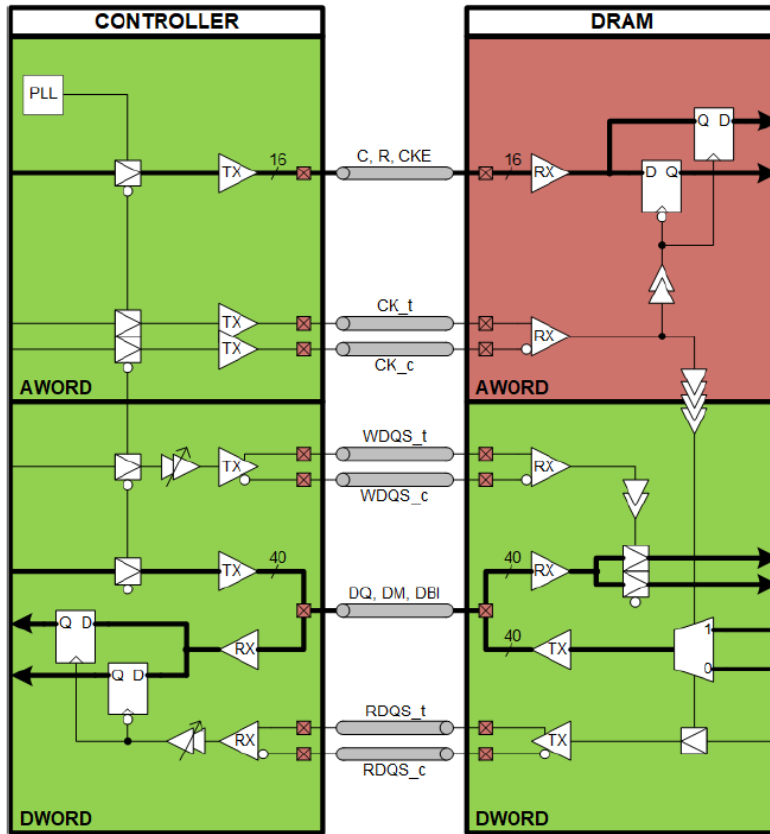 CONTROLLER
DRAM
PLL
Q D
C, R, CKE
TX
16
16
RX
D Q
CK_t
TX
RX
TX
CK_c
AWORD
AWORD
WDQS_t
TX
RX
WDQS_c
TX
40
40
RX
DQ, DM, DBI
Q D
1
RX
40
TX
0
Q D
RDQS_t
RX
TX
RDQS_c
DWORD
DWORD